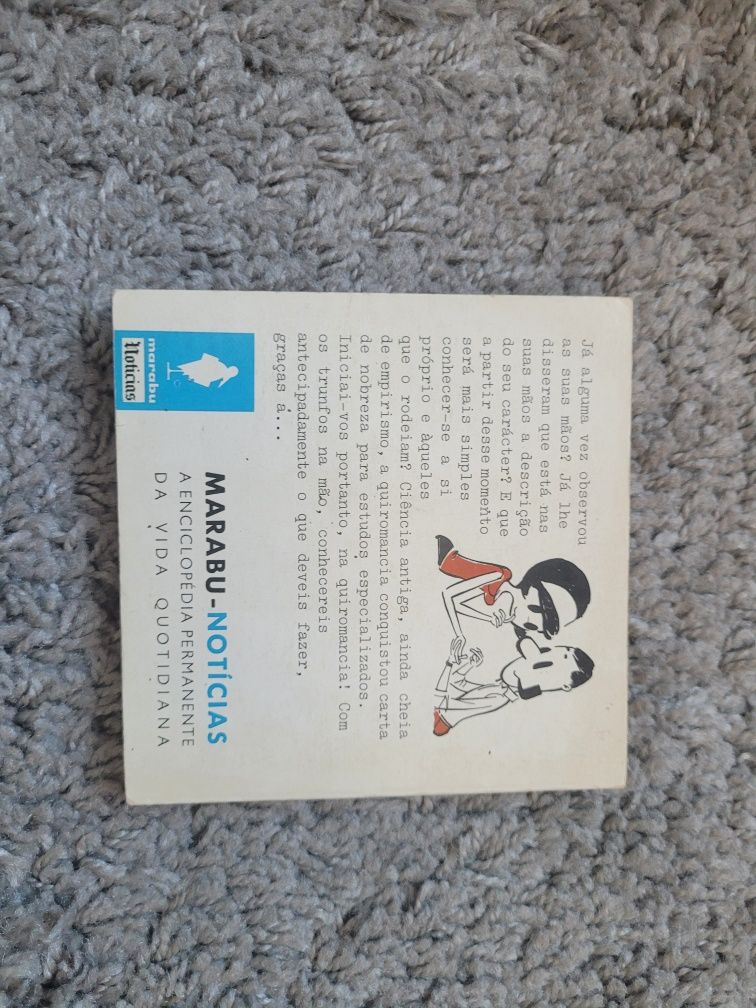 Já alguma vez observou
as suas mãos? Já lhe
disseram que está nas
suas mãos a descrição
do seu carácter? E que
a partir desse momento
será mais simples
conhecer-se a si
próprio e àqueles
que o rodeiam? Ciência antiga, ainda cheia
de empirismo, a quiromancia conquistou carta
de nobreza para estudos especializados.
Iniciai-vos portanto, na quiromancia! Com
os trunfos na mão, conhecereis
antecipadamente o que deveis fazer,
graças á...
marabu
Notícias
MARABU-NOTÍCIAS
A ENCICLOPÉDIA PERMANENTE
DA VIDA QUOTIDIANA